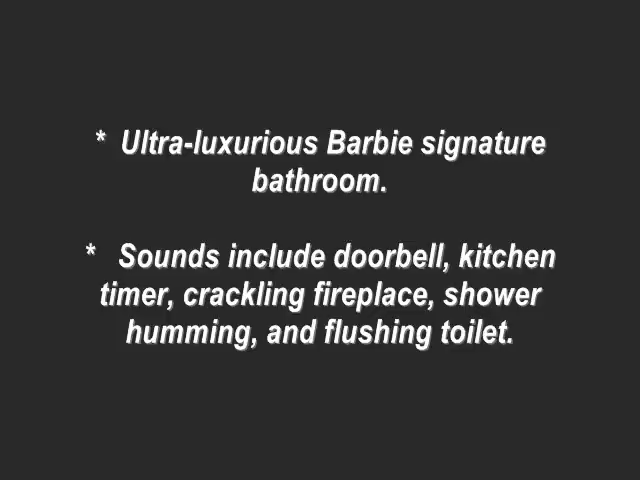 * Ultra-luxurious Barbie signature
bathroom.
* Sounds include doorbell, kitchen
timer, crackling fireplace, shower
humming, and flushing toilet.